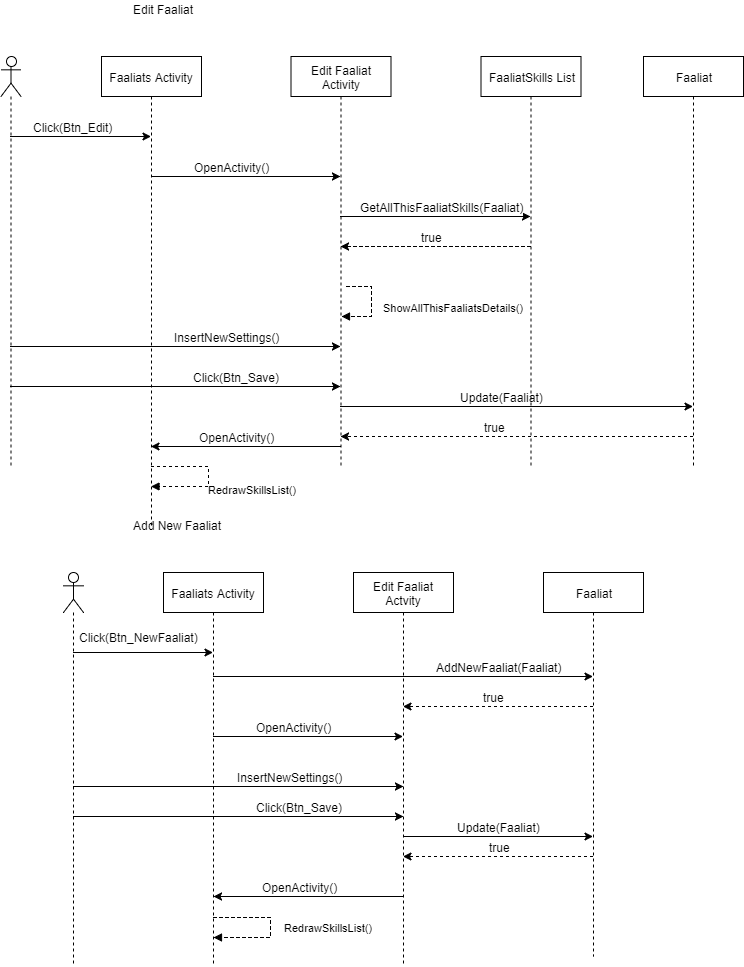 Edit Faaliat
Faaliats Activity
Edit Faaliat
Activity
FaaliatSkills List
Faaliat
Click(Btn_Edit)
OpenActivity()
GetAllThisFaaliatSkills(Faaliat)
true
ShowAllThisFaaliatsDetails()
InsertNewSettings()
Click(Btn_Save)
Update(Faaliat)
true
OpenActivity()
RedrawSkillsList()
Add New Faaliat
Faaliats Activity
Edit Faaliat
Actvity
Faaliat
Click(Btn_NewFaaliat)
AddNewFaaliat(Faaliat)
true
OpenActivity()
InsertNewSettings()
Click(Btn_Save)
Update(Faaliat)
true
OpenActivity()
RedrawSkillsList()